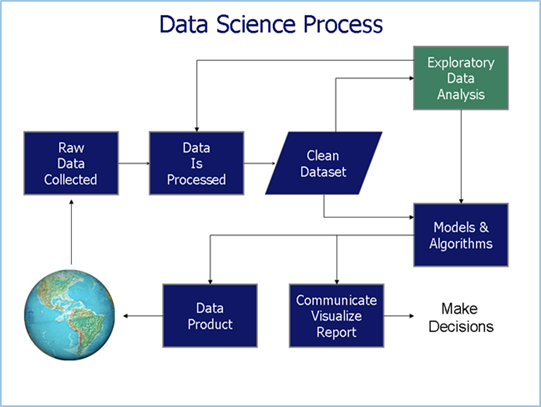 Data Science Process
Exploratory
Data
Analysis
Raw
Data
Collected
Data
Is
Processed
Clean
Dataset
Models &
Algorithms
Data
Product
Communicate
Visualize
Report
Make
Decisions